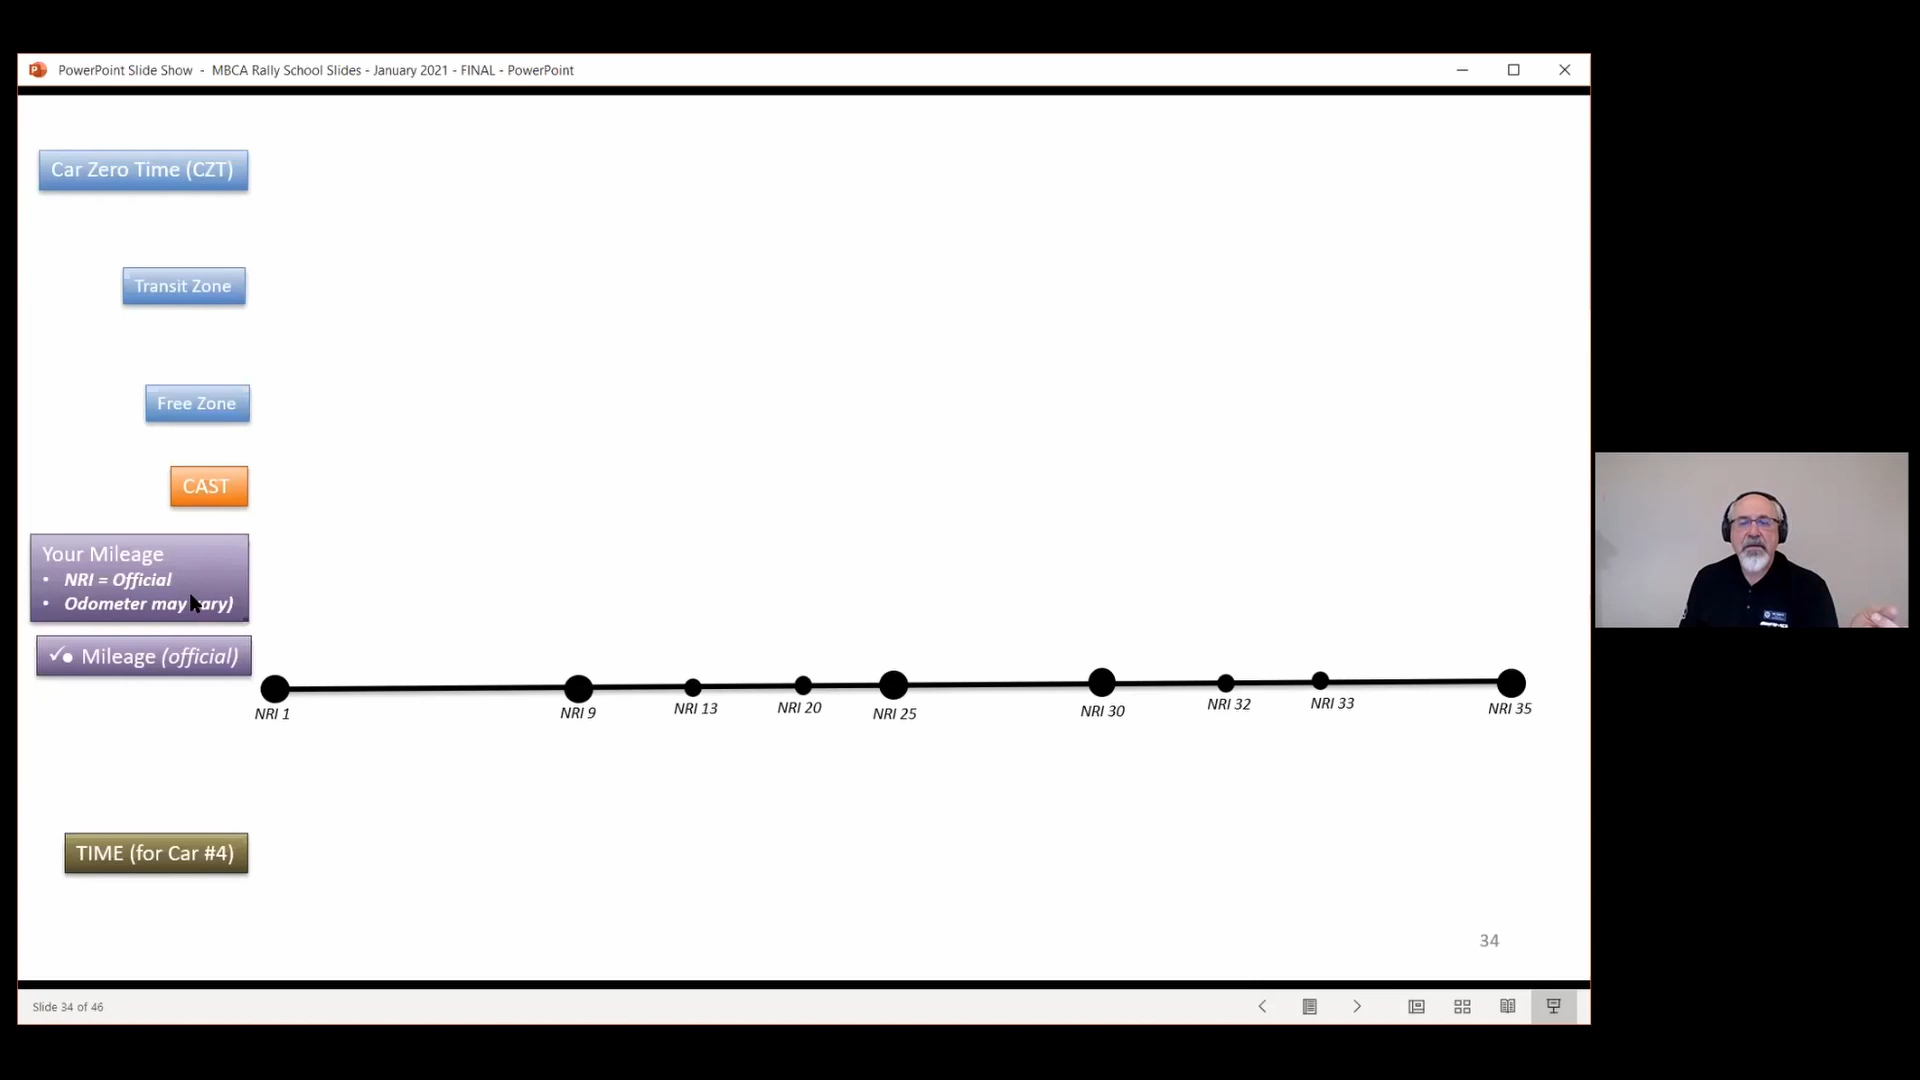 PowerPoint Slide Show - MBCA Rally School Slides - January 2021 - FINAL - PowerPoint
Car Zero Time (CZT)
Transit Zone
Free Zone
CAST
Your Mileage
• NRI = Official
• Odometer may ary)
✓• Mileage (official)
NRI 1
NRI 9
NRI 13
NRI 20
NRI 25
NRI 30
NRI 32
NRI 33
NRI 35
TIME (for Car #4)
34
Slide 34 of 46